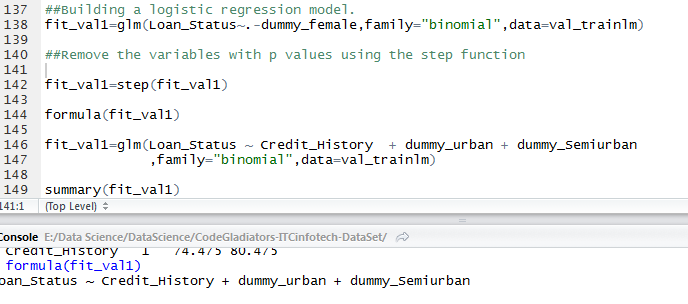 137 ##Building a logistic regression model.
138 fit_val1=glm(Loan_Status~.-dummy_female,family="binomial",data=val_trainlm)
139
140 ##Remove the variables with p values using the step function
141
142 fit_val1=step(fit_val1)
143
144 formula(fit_val1)
145
146 fit_val1=glm(Loan_Status ~ Credit_History + dummy_urban + dummy_Semiurban
147 ,family="binomial",data=val_trainlm)
148
149 summary(fit_val1)
141:1 (Top Level)
Console E:/Data Science/DataScience/CodeGladiators-ITCinfotech-DataSet/
Credit_History 1 74.475 80.475
formula(fit_val1)
oan_Status ~ Credit_History + dummy_urban + dummy_Semiurban